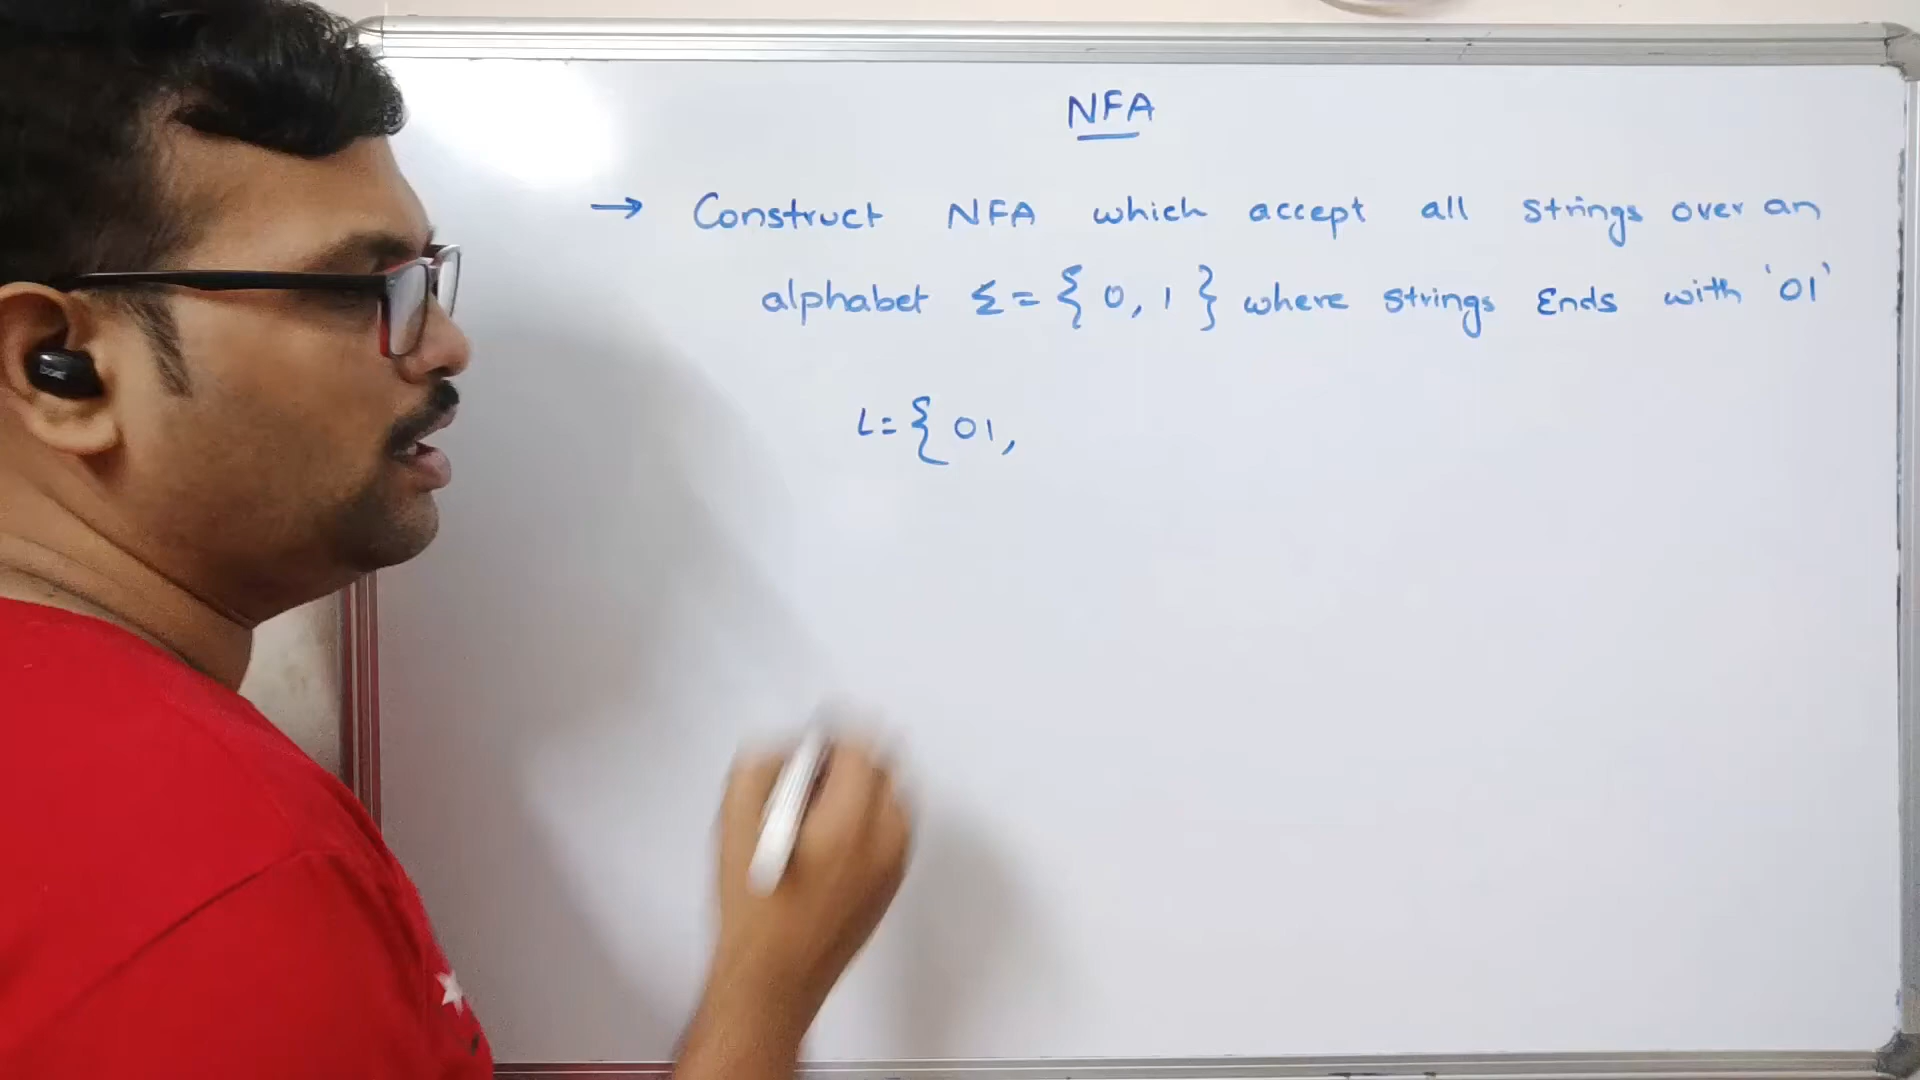 NFA
→ Construct NFA which accept all strings over an
alphabet Σ = { 0, 1 } where strings Ends with '01'
L = { 01,